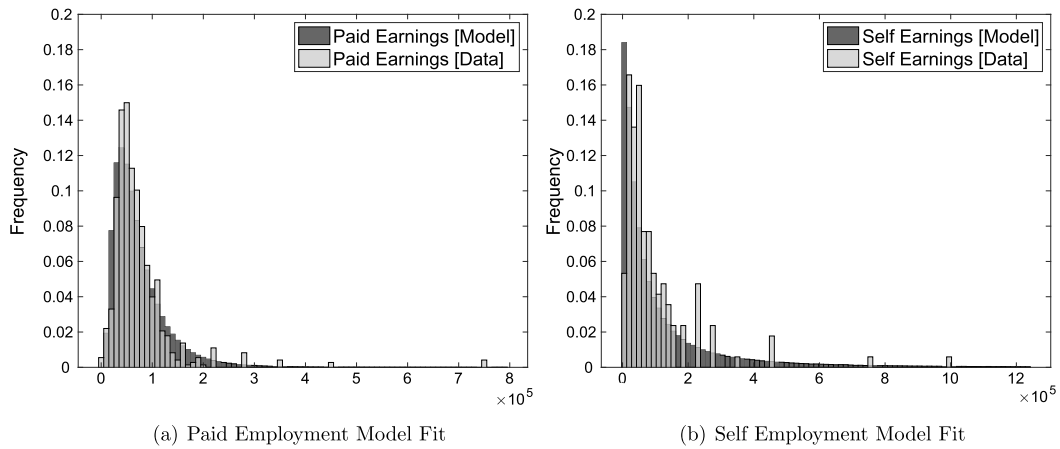 Paid Earnings [Model]
Paid Earnings [Data]
Frequency
0.2
0.18
0.16
0.14
0.12
0.1
0.08
0.06
0.04
0.02
0
0 1 2 3 4 5 6 7 8
×10^5
(a) Paid Employment Model Fit
Self Earnings [Model]
Self Earnings [Data]
Frequency
0.2
0.18
0.16
0.14
0.12
0.1
0.08
0.06
0.04
0.02
0
0 2 4 6 8 10 12
×10^5
(b) Self Employment Model Fit